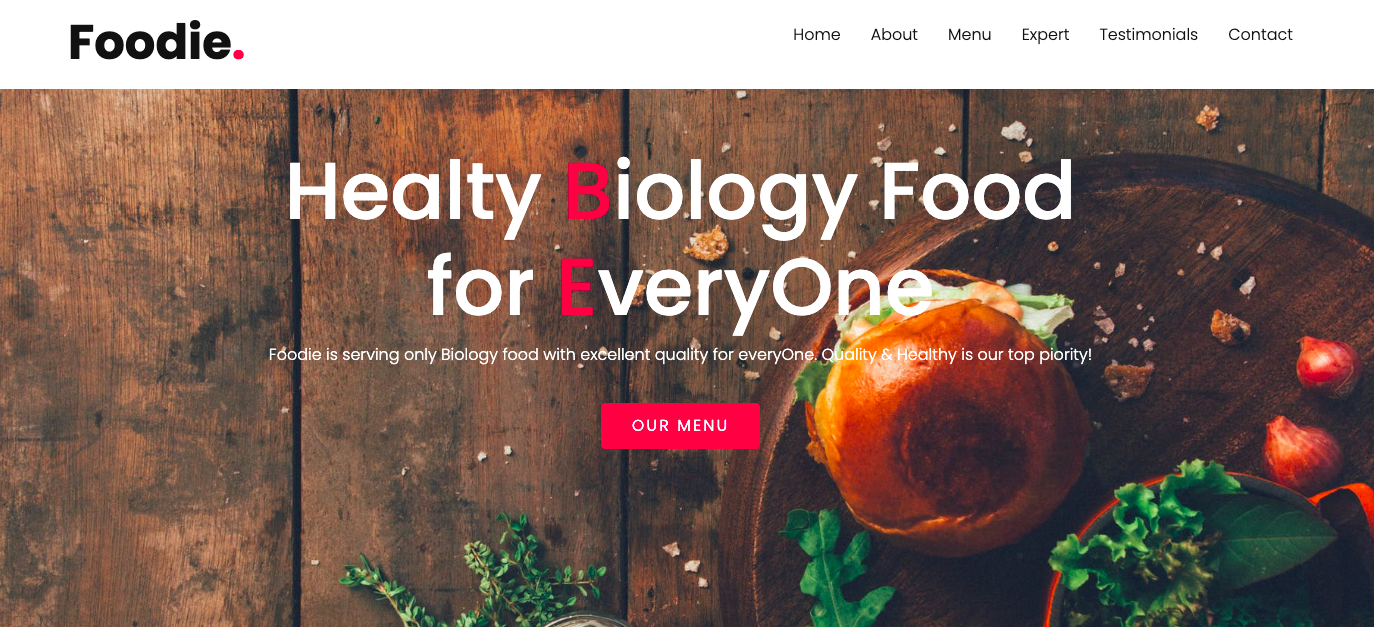 Foodie.
Home About Menu Expert Testimonials Contact
Healty Biology Food
for EveryOne
Foodie is serving only Biology food with excellent quality for everyOne. Quality & Healthy is our top piority!
OUR MENU